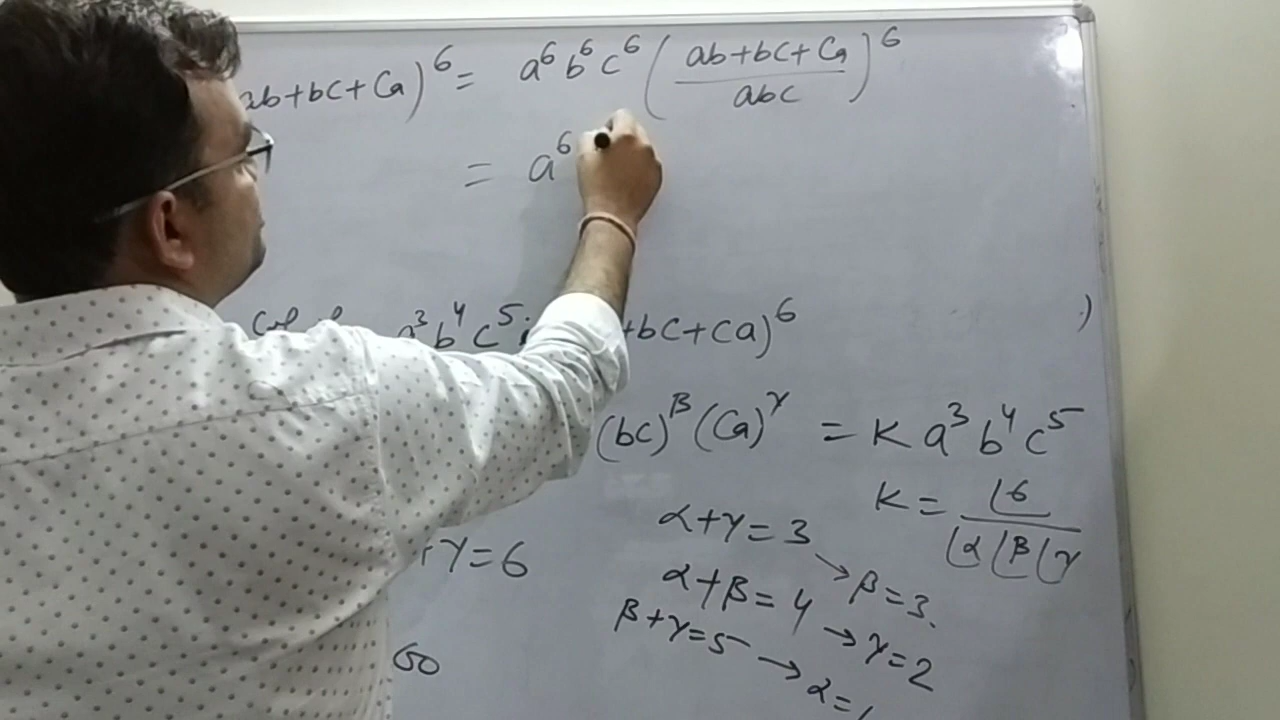 ab+bc+ca)⁶ = a⁶b⁶c⁶ ( (ab+bc+ca)/(abc) )⁶
= a⁶
a³b⁴c⁵ +bc+ca)⁶ )
(bc)^β (ca)^γ = K a³b⁴c⁵
K = ⌊6 / ⌊α ⌊β ⌊γ
α+γ=3 → β=3.
+γ=6
α+β=4 → γ=2
β+γ=5 → α=1
60